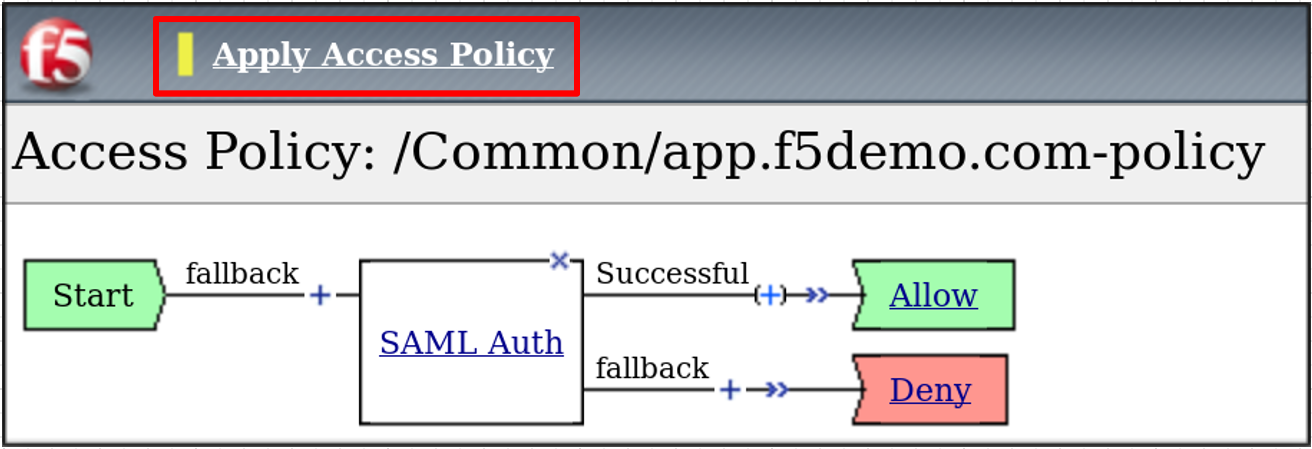 f5
Apply Access Policy
Access Policy: /Common/app.f5demo.com-policy
Start
fallback
+
SAML Auth
Successful
(+)
Allow
fallback
+
Deny